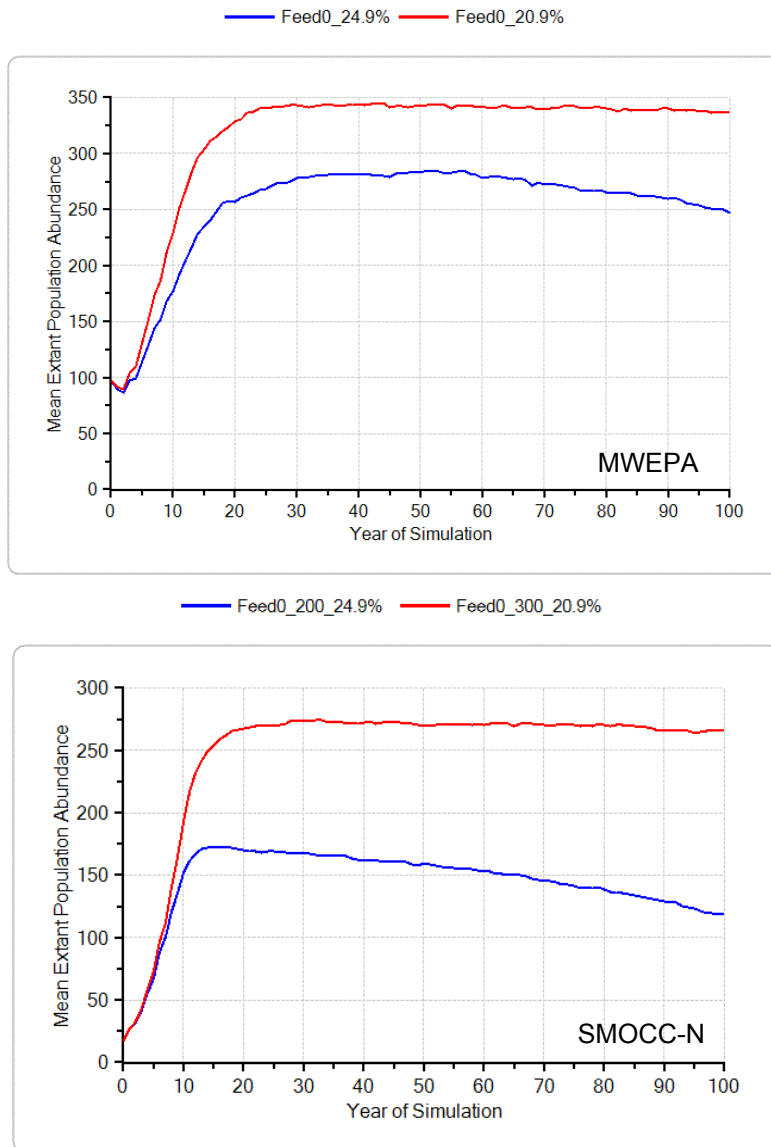 Feed0_24.9% Feed0_20.9%
350
300
250
200
150
100
50
0
Mean Extant Population Abundance
MWEPA
0 10 20 30 40 50 60 70 80 90 100
Year of Simulation
Feed0_200_24.9% Feed0_300_20.9%
300
250
200
150
100
50
0
Mean Extant Population Abundance
SMOCC-N
0 10 20 30 40 50 60 70 80 90 100
Year of Simulation